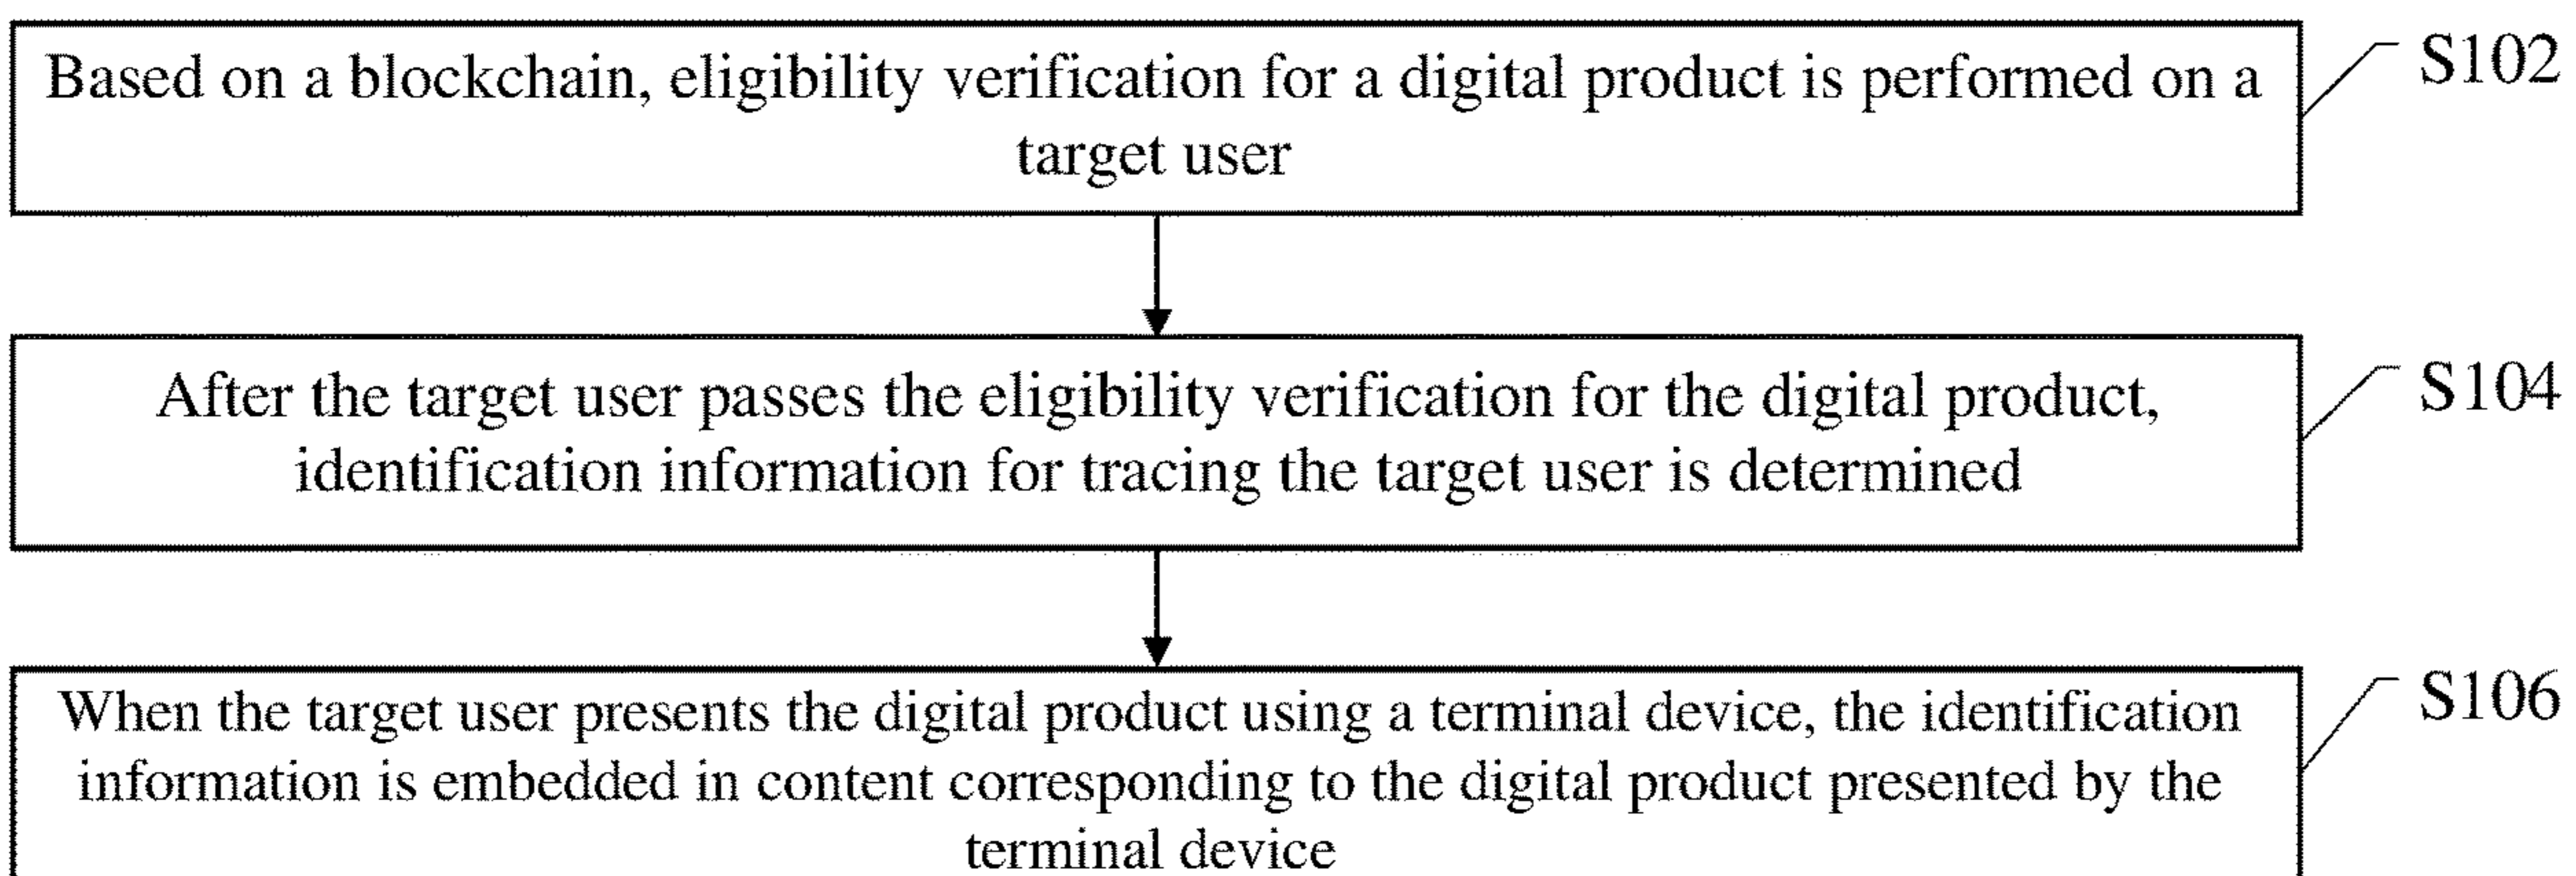 Based on a blockchain, eligibility verification for a digital product is performed on a
target user
S102
After the target user passes the eligibility verification for the digital product,
identification information for tracing the target user is determined
S104
When the target user presents the digital product using a terminal device, the identification
information is embedded in content corresponding to the digital product presented by the
terminal device
S106